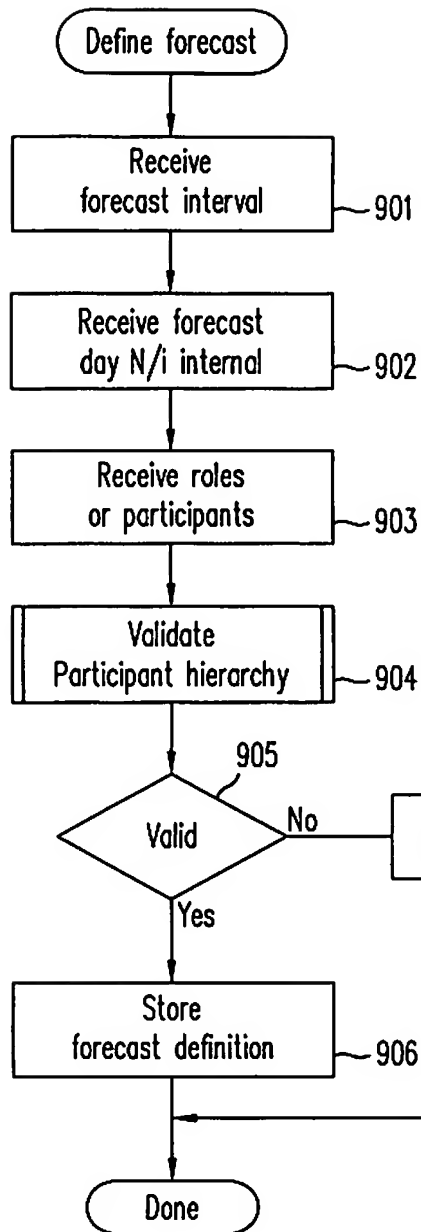 Define forecast
Receive
forecast interval
901
Receive forecast
day N/i internal
902
Receive roles
or participants
903
Validate
Participant hierarchy
904
905
Valid
No
Yes
Store
forecast definition
906
Done